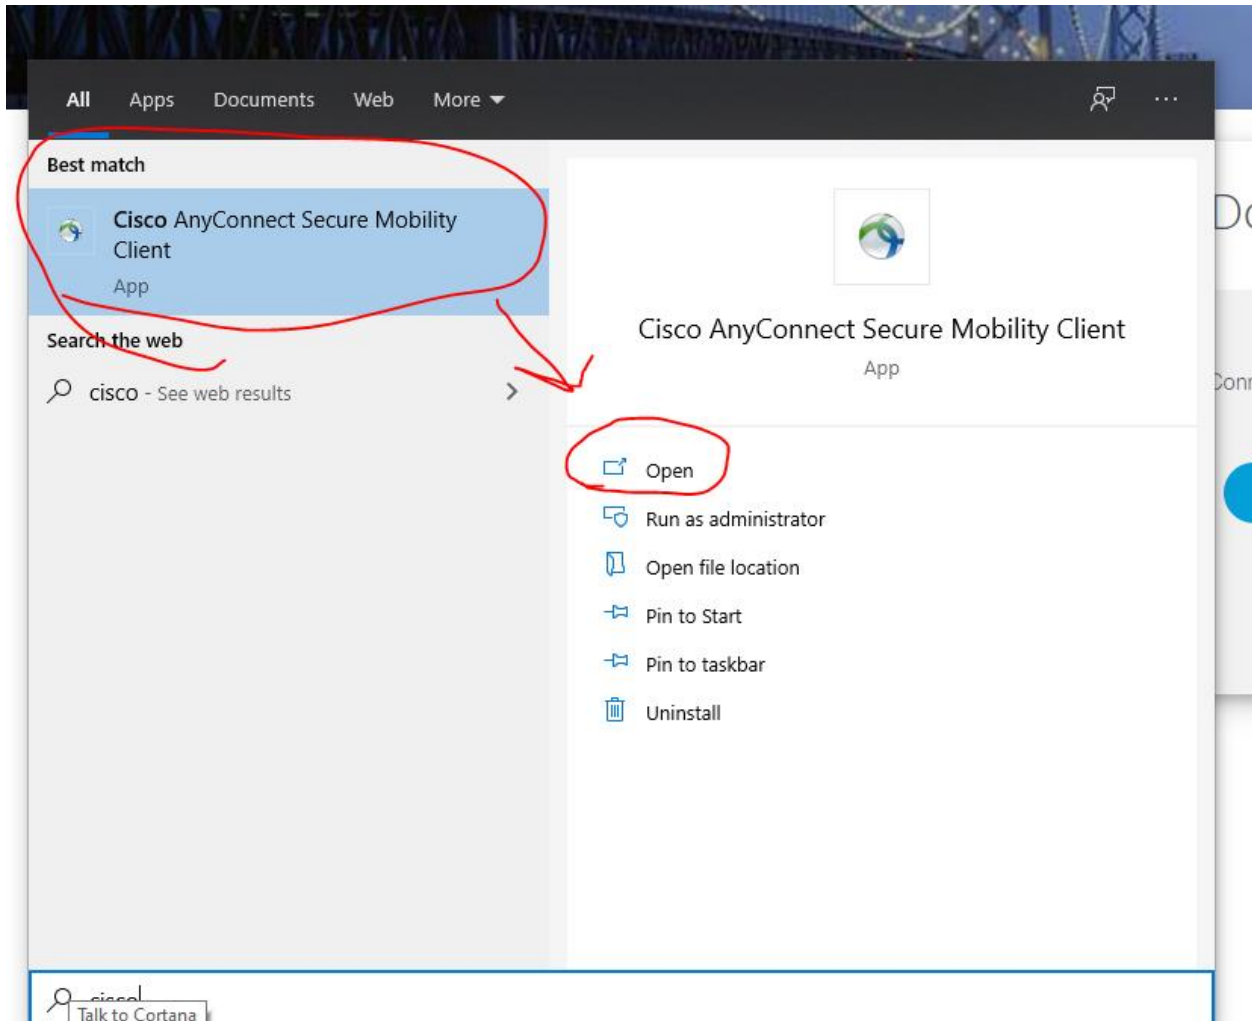 All Apps Documents Web More
Best match
Cisco AnyConnect Secure Mobility
Client
App
Search the web
cisco - See web results
Cisco AnyConnect Secure Mobility Client
App
Open
Run as administrator
Open file location
Pin to Start
Pin to taskbar
Uninstall
cisco
Talk to Cortana